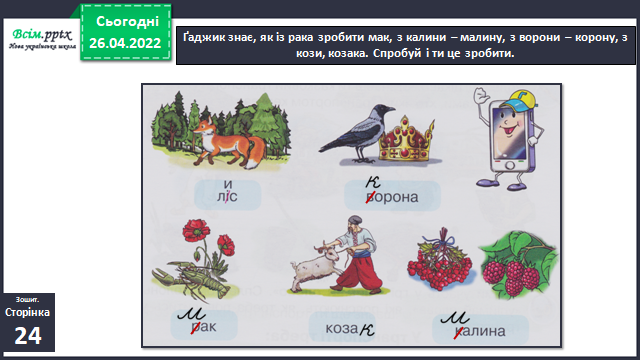 Всім.pptx
Нова українська школа
Сьогодні
26.04.2022
Ґаджик знає, як із рака зробити мак, з калини – малину, з ворони – корону, з
кози, козака. Спробуй і ти це зробити.
и
ліс
к
ворона
м
рак
козак
м
калина
Зошит.
Сторінка
24